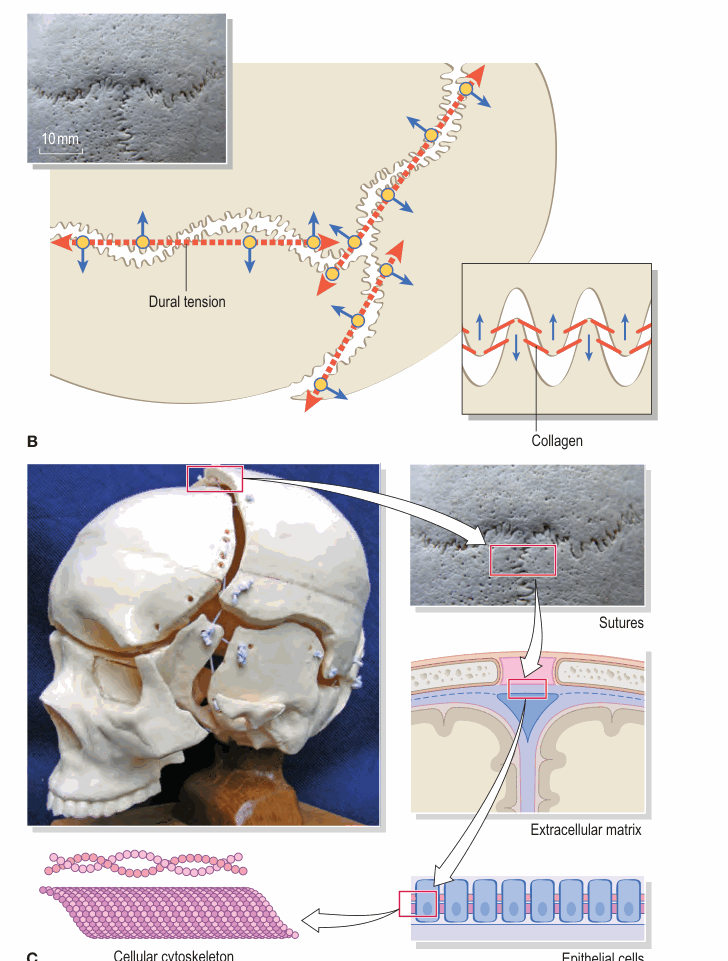 10 mm
Dural tension
Collagen
B
Sutures
Extracellular matrix
Cellular cytoskeleton
Epithelial cells
C